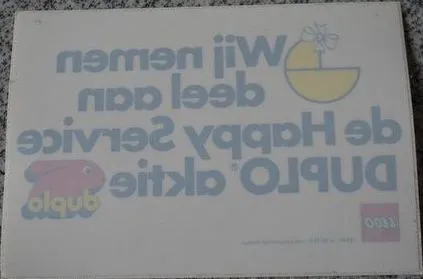 Wij nemen
deel aan
de Happy Service
DUPLO® aktie
duplo
LEGO